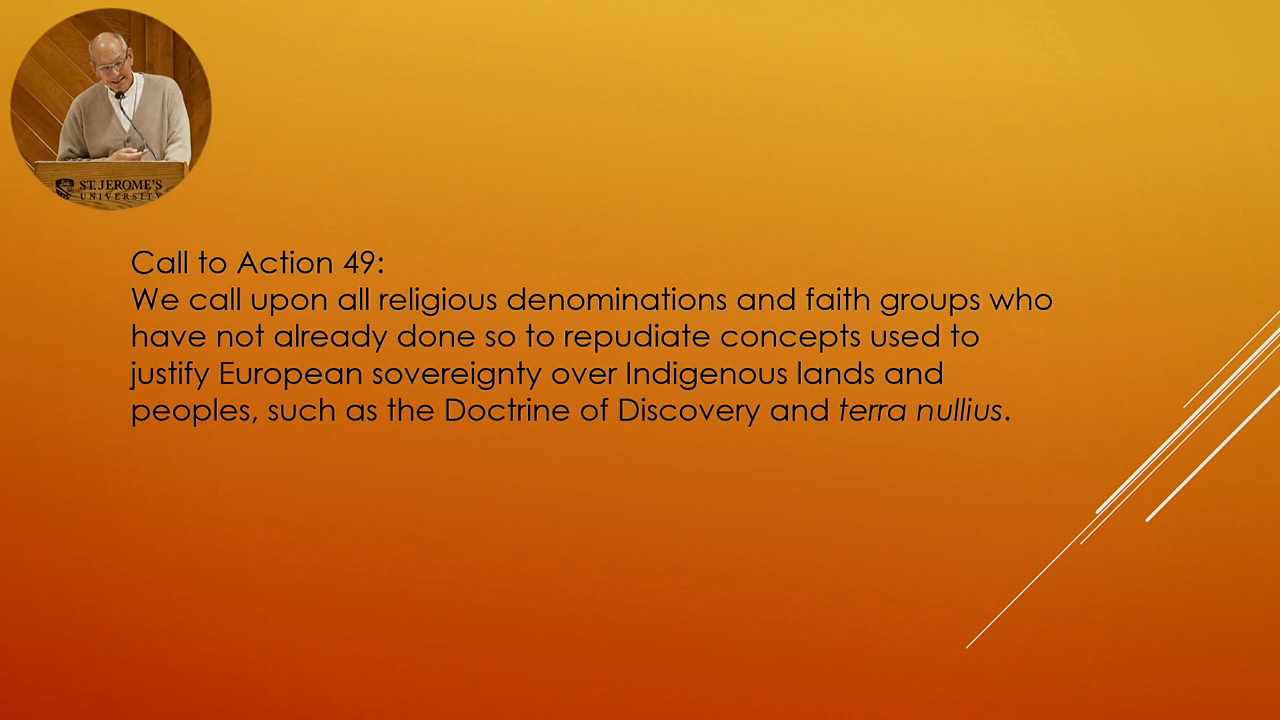 ST. JEROME'S
UNIVERSITY
Call to Action 49:
We call upon all religious denominations and faith groups who
have not already done so to repudiate concepts used to
justify European sovereignty over Indigenous lands and
peoples, such as the Doctrine of Discovery and terra nullius.